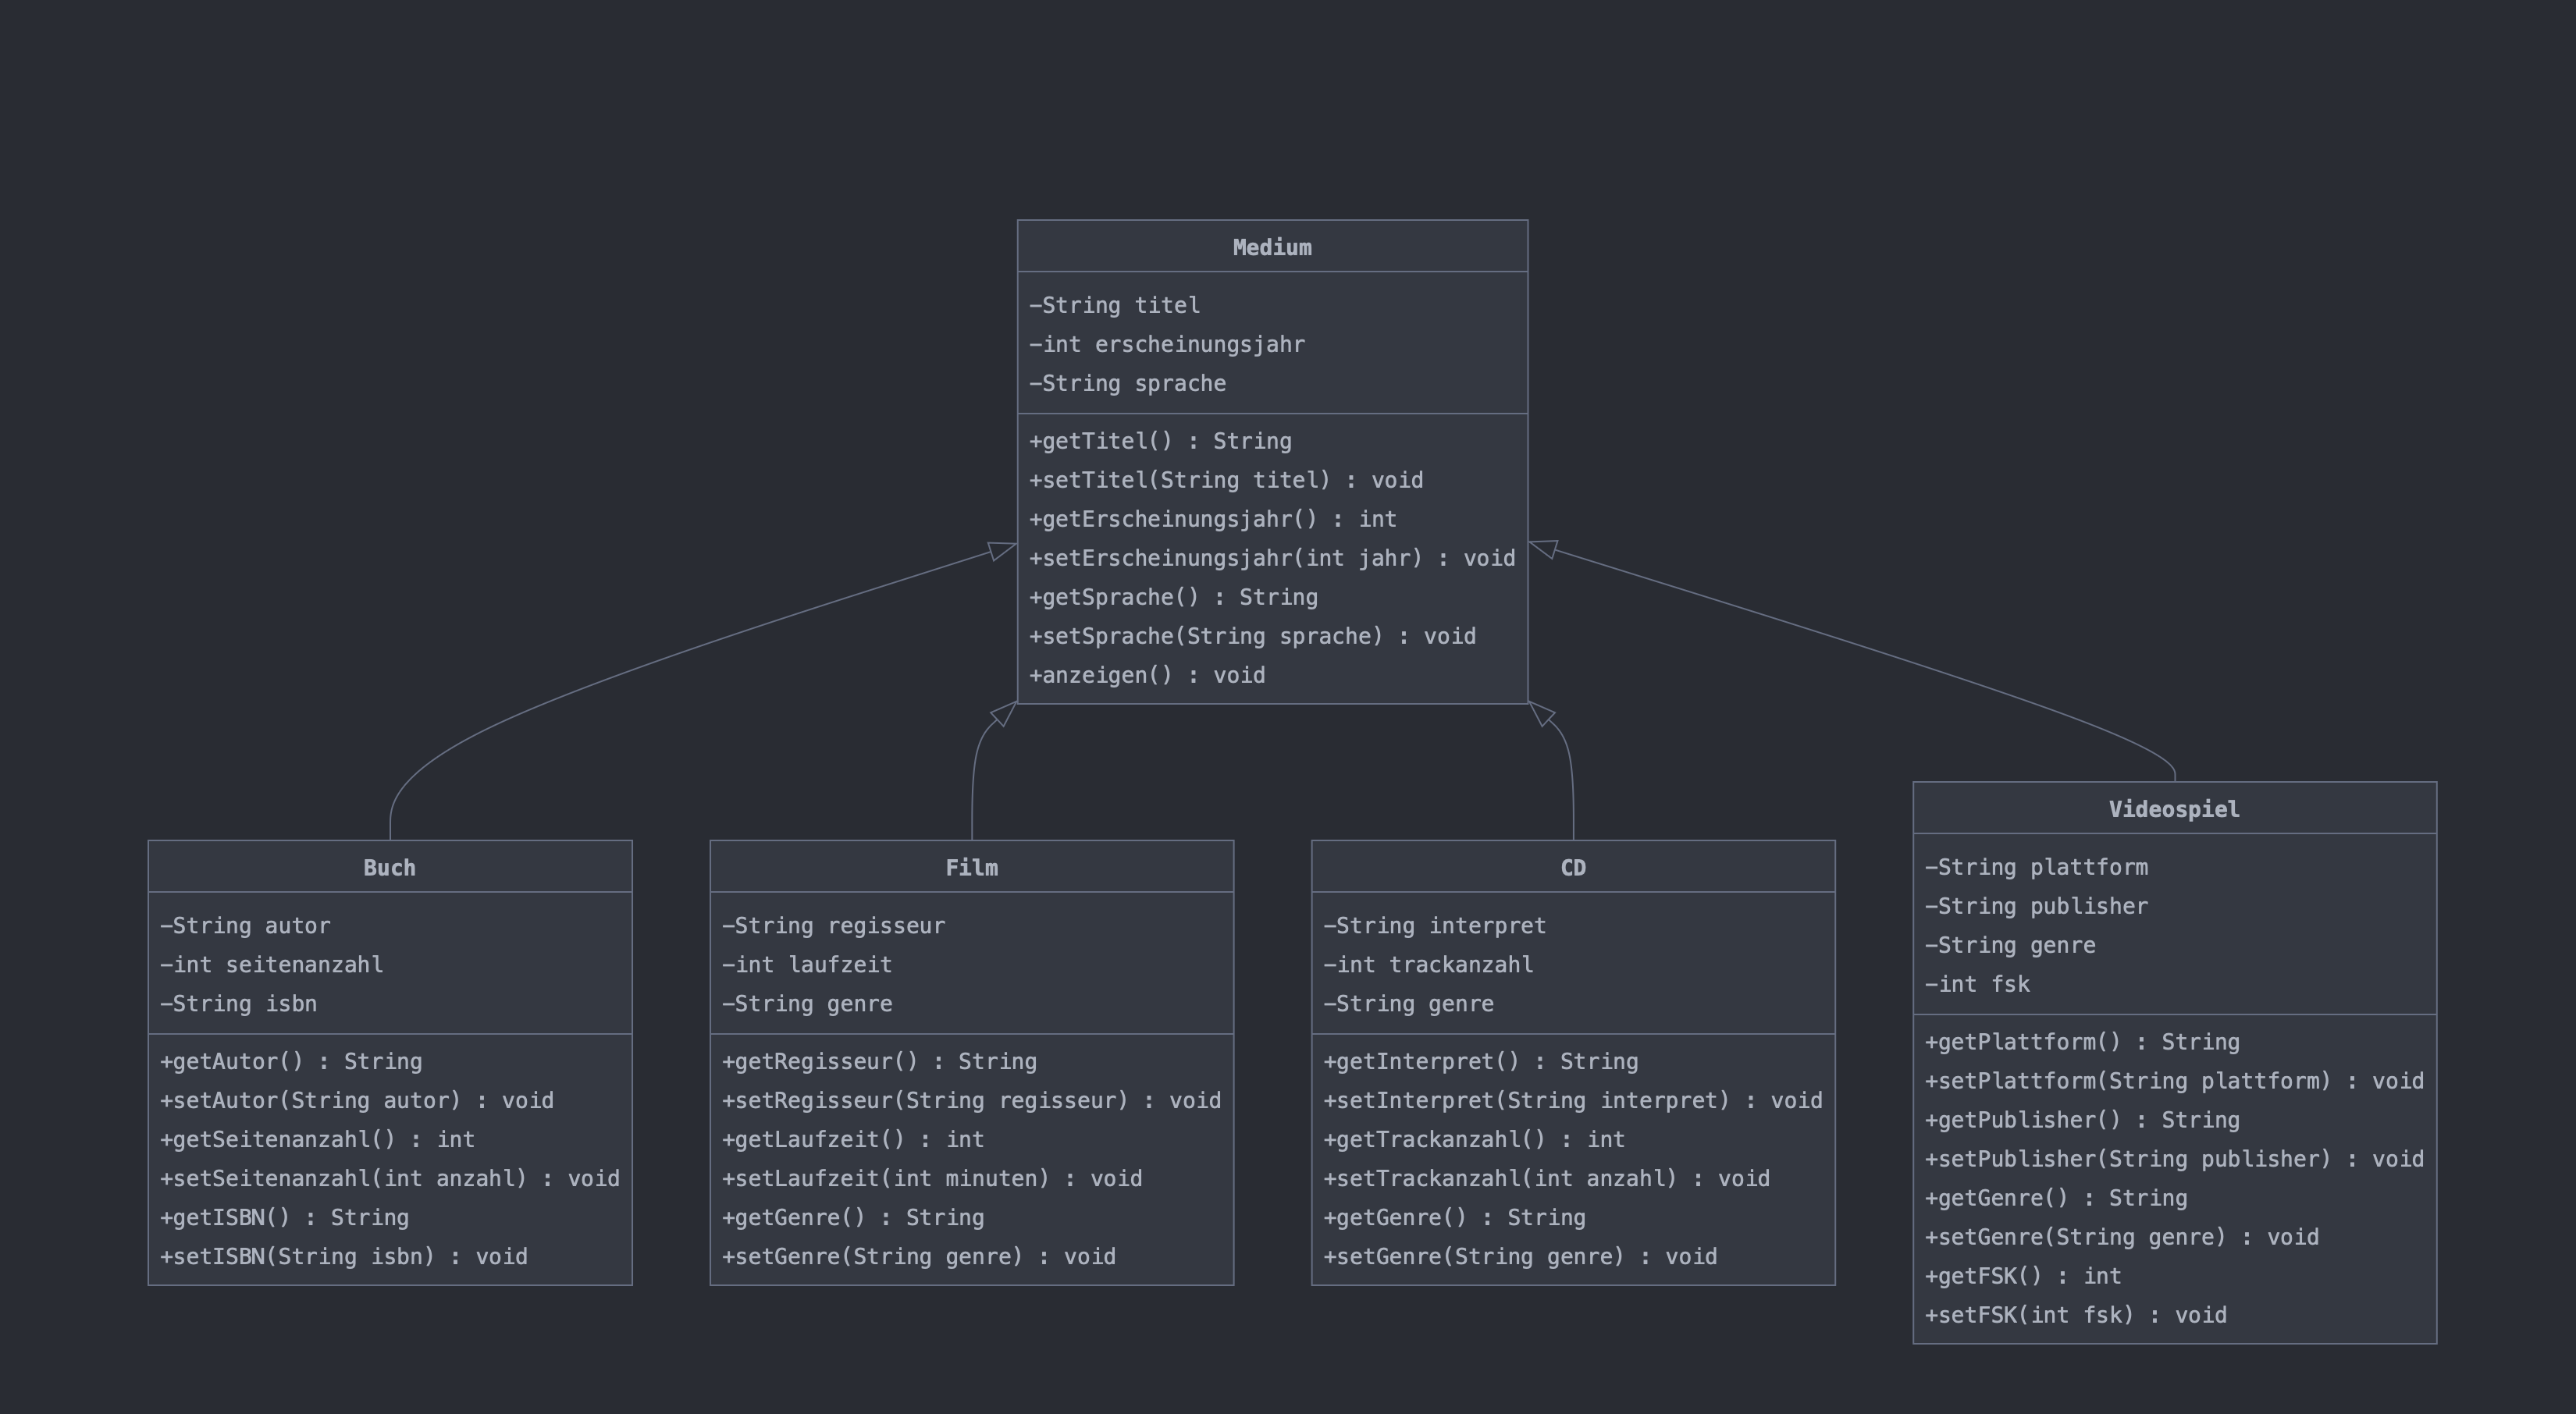 Medium
-String titel
-int erscheinungsjahr
-String sprache
+getTitel() : String
+setTitel(String titel) : void
+getErscheinungsjahr() : int
+setErscheinungsjahr(int jahr) : void
+getSprache() : String
+setSprache(String sprache) : void
+anzeigen() : void
Buch
-String autor
-int seitenanzahl
-String isbn
+getAutor() : String
+setAutor(String autor) : void
+getSeitenanzahl() : int
+setSeitenanzahl(int anzahl) : void
+getISBN() : String
+setISBN(String isbn) : void
Film
-String regisseur
-int laufzeit
-String genre
+getRegisseur() : String
+setRegisseur(String regisseur) : void
+getLaufzeit() : int
+setLaufzeit(int minuten) : void
+getGenre() : String
+setGenre(String genre) : void
CD
-String interpret
-int trackanzahl
-String genre
+getInterpret() : String
+setInterpret(String interpret) : void
+getTrackanzahl() : int
+setTrackanzahl(int anzahl) : void
+getGenre() : String
+setGenre(String genre) : void
Videospiel
-String plattform
-String publisher
-String genre
-int fsk
+getPlattform() : String
+setPlattform(String plattform) : void
+getPublisher() : String
+setPublisher(String publisher) : void
+getGenre() : String
+setGenre(String genre) : void
+getFSK() : int
+setFSK(int fsk) : void